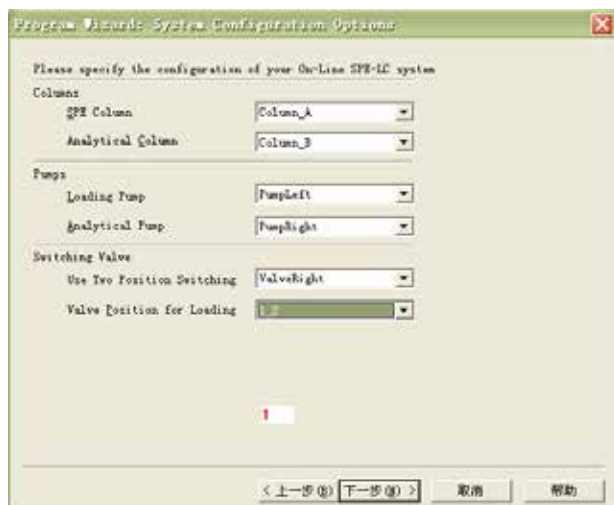 Program Wizard: System Configuration Options
Please specify the configuration of your On-Line SPE-LC system
Columns
SPE Column Column_A
Analytical Column Column_B
Pumps
Loading Pump PumpLeft
Analytical Pump PumpRight
Switching Valve
Use Two Position Switching ValveRight
Valve Position for Loading
1
< 上一步(B) 下一步(N) > 取消 帮助